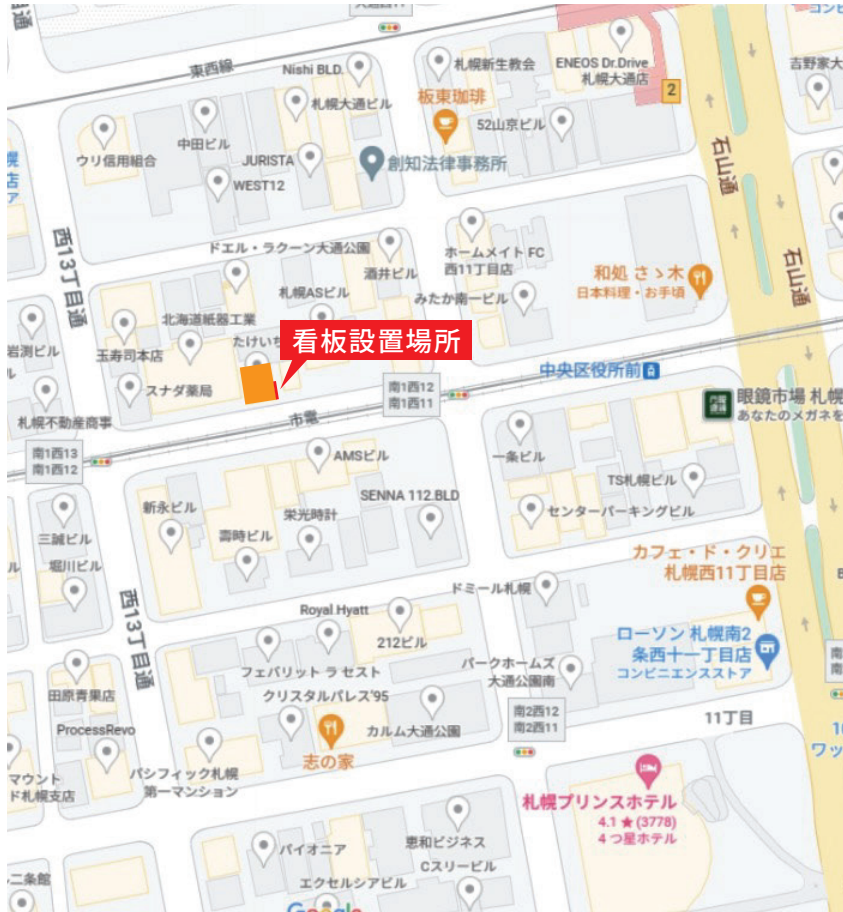 大通西11
コンビ
東西線
Nishi BLD.
札幌新生教会
ENEOS Dr.Drive
札幌大通店
吉野家大
札幌大通ビル
板東珈琲
2
中田ビル
52山京ビル
ウリ信用組合
JURISTA
創知法律事務所
WEST12
石山通
西13丁目通
ドエル・ラクーン大通公園
ホームメイト FC
西11丁目店
石山通
酒井ビル
和処 さゝ木
日本料理・お手頃
札幌ASビル
みたか南一ビル
北海道紙器工業
たけいち
看板設置場所
岩渕ビル
玉寿司本店
スナダ薬局
中央区役所前
南1西12
南1西11
眼鏡市場 札幌
あなたのメガネを
札幌不動産商事
市電
南1西13
南1西12
AMSビル
一条ビル
TS札幌ビル
SENNA 112.BLD
新永ビル
栄光時計
センターパーキングビル
三誠ビル
壽時ビル
堀川ビル
カフェ・ド・クリエ
札幌西11丁目店
ドミール札幌
西13丁目通
Royal Hyatt
212ビル
ローソン 札幌南2
条西十一丁目店
コンビニエンスストア
フェバリット ラ セスト
パークホームズ
大通公園南
田原青果店
クリスタルパレス'95
南2西12
南2西11
11丁目
ProcessRevo
カルム大通公園
志の家
マウント
ド札幌支店
パシフィック札幌
第一マンション
札幌プリンスホテル
4.1 ★ (3778)
4 つ星ホテル
ワッ
パイオニア
恵和ビジネス
Cスリービル
二条館
エクセルシアビル
Google